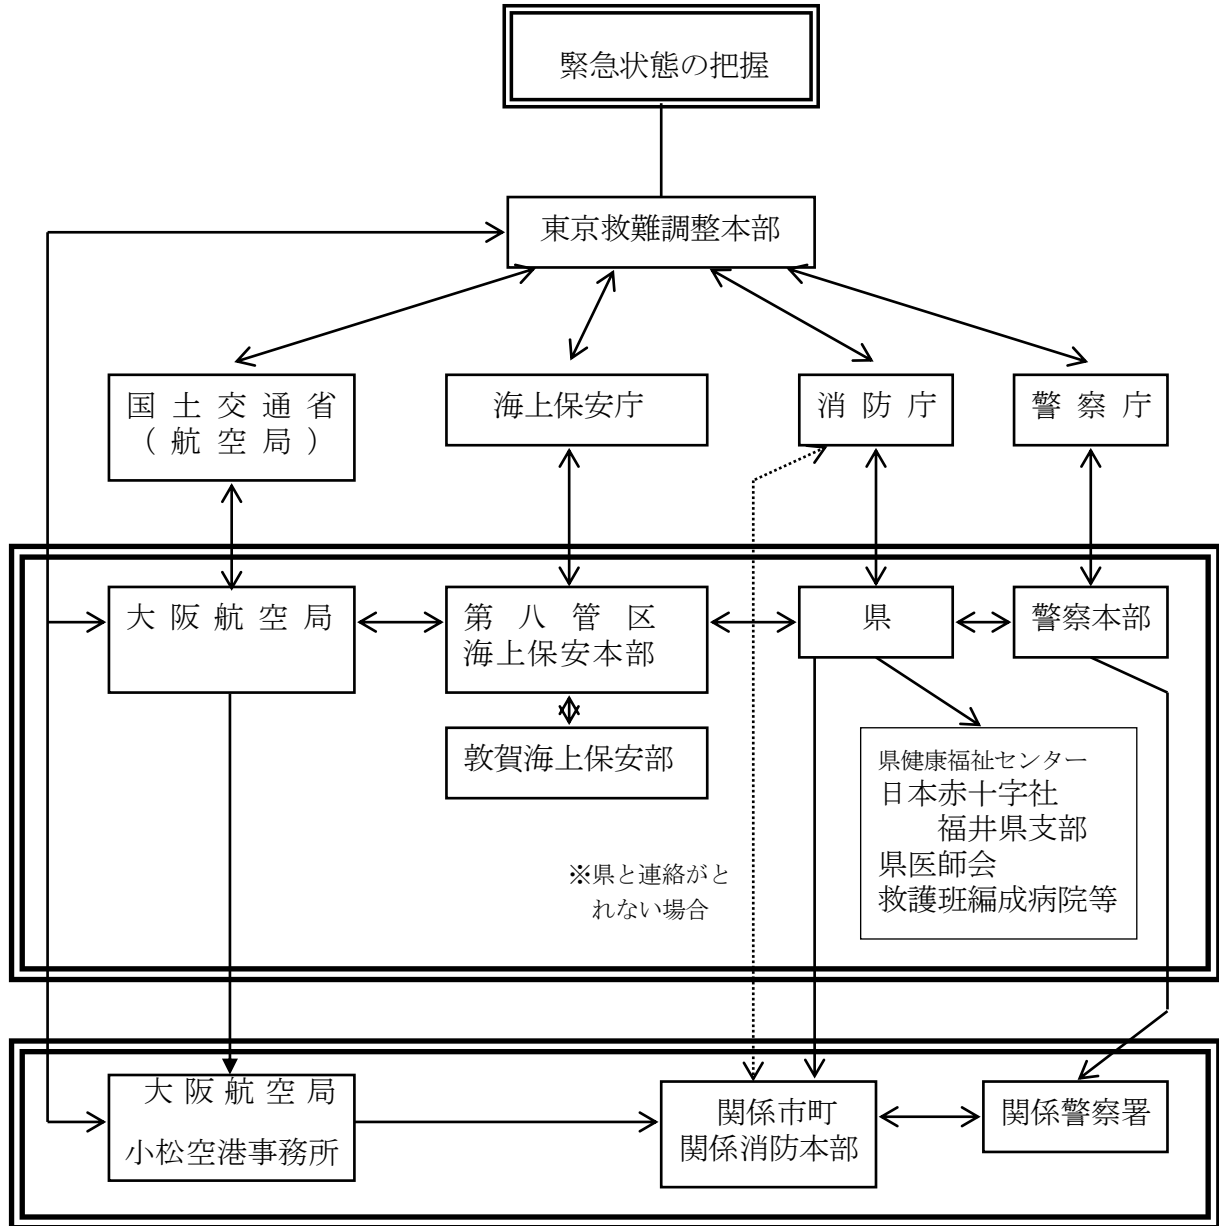 緊急状態の把握
東京救難調整本部
国土交通省
（航空局）
海上保安庁
消防庁
警察庁
大阪航空局
第八管区
海上保安本部
県
警察本部
敦賀海上保安部
県健康福祉センター
日本赤十字社
福井県支部
県医師会
救護班編成病院等
※県と連絡がと
れない場合
大阪航空局
小松空港事務所
関係市町
関係消防本部
関係警察署